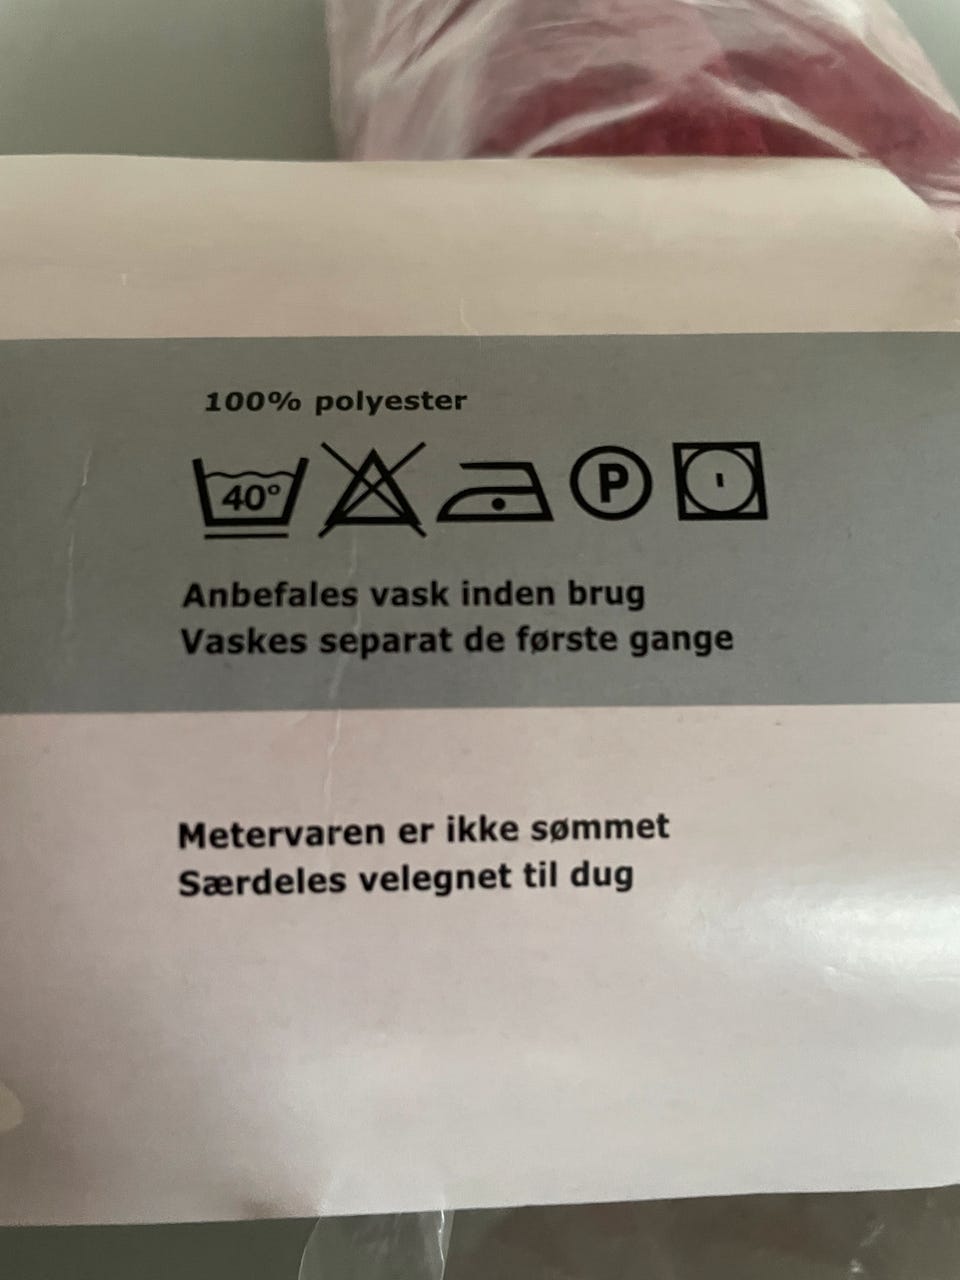 100% polyester
40°
P
Anbefales vask inden brug
Vaskes separat de første gange
Metervaren er ikke sømmet
Særdeles velegnet til dug